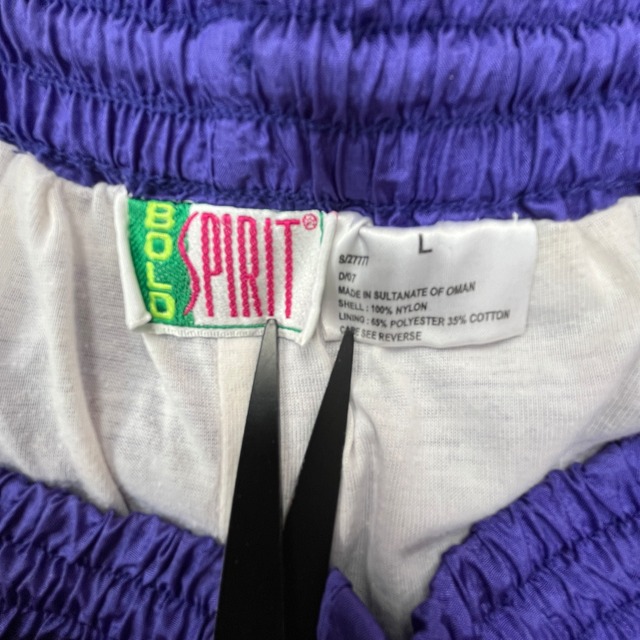 BOLD
SPIRIT®
L
S/27777
D/07
MADE IN SULTANATE OF OMAN
SHELL : 100% NYLON
LINING : 65% POLYESTER 35% COTTON
CARE SEE REVERSE